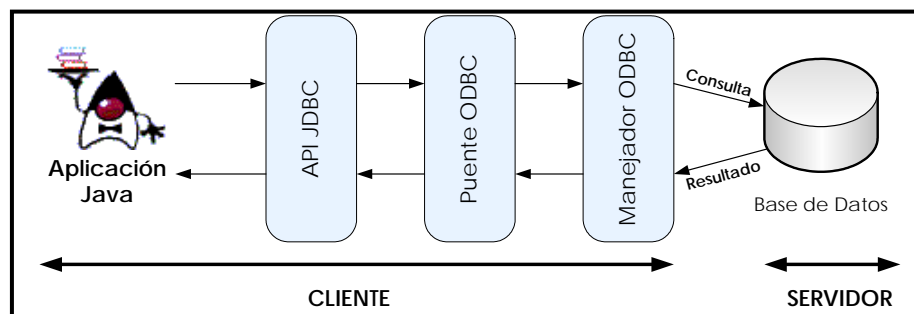 Aplicación
Java
API JDBC
Puente ODBC
Manejador ODBC
Consulta
Resultado
Base de Datos
CLIENTE
SERVIDOR